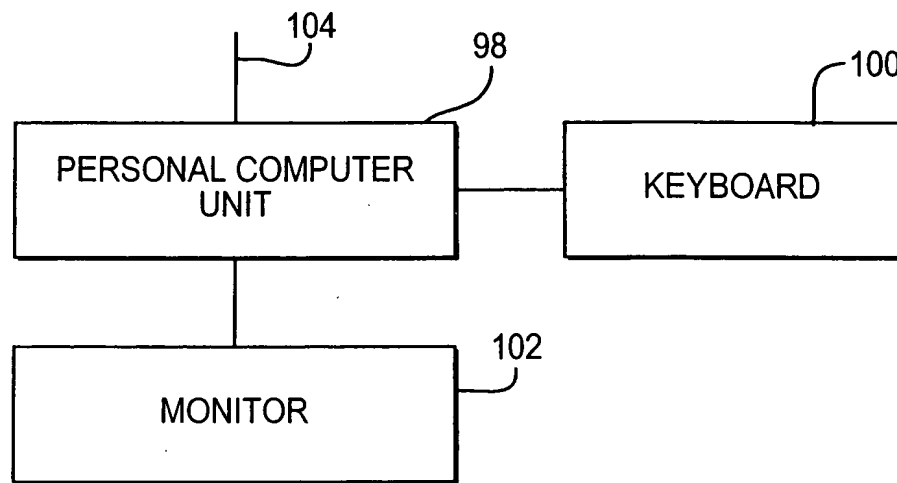 104
98
100
PERSONAL COMPUTER
UNIT
KEYBOARD
102
MONITOR